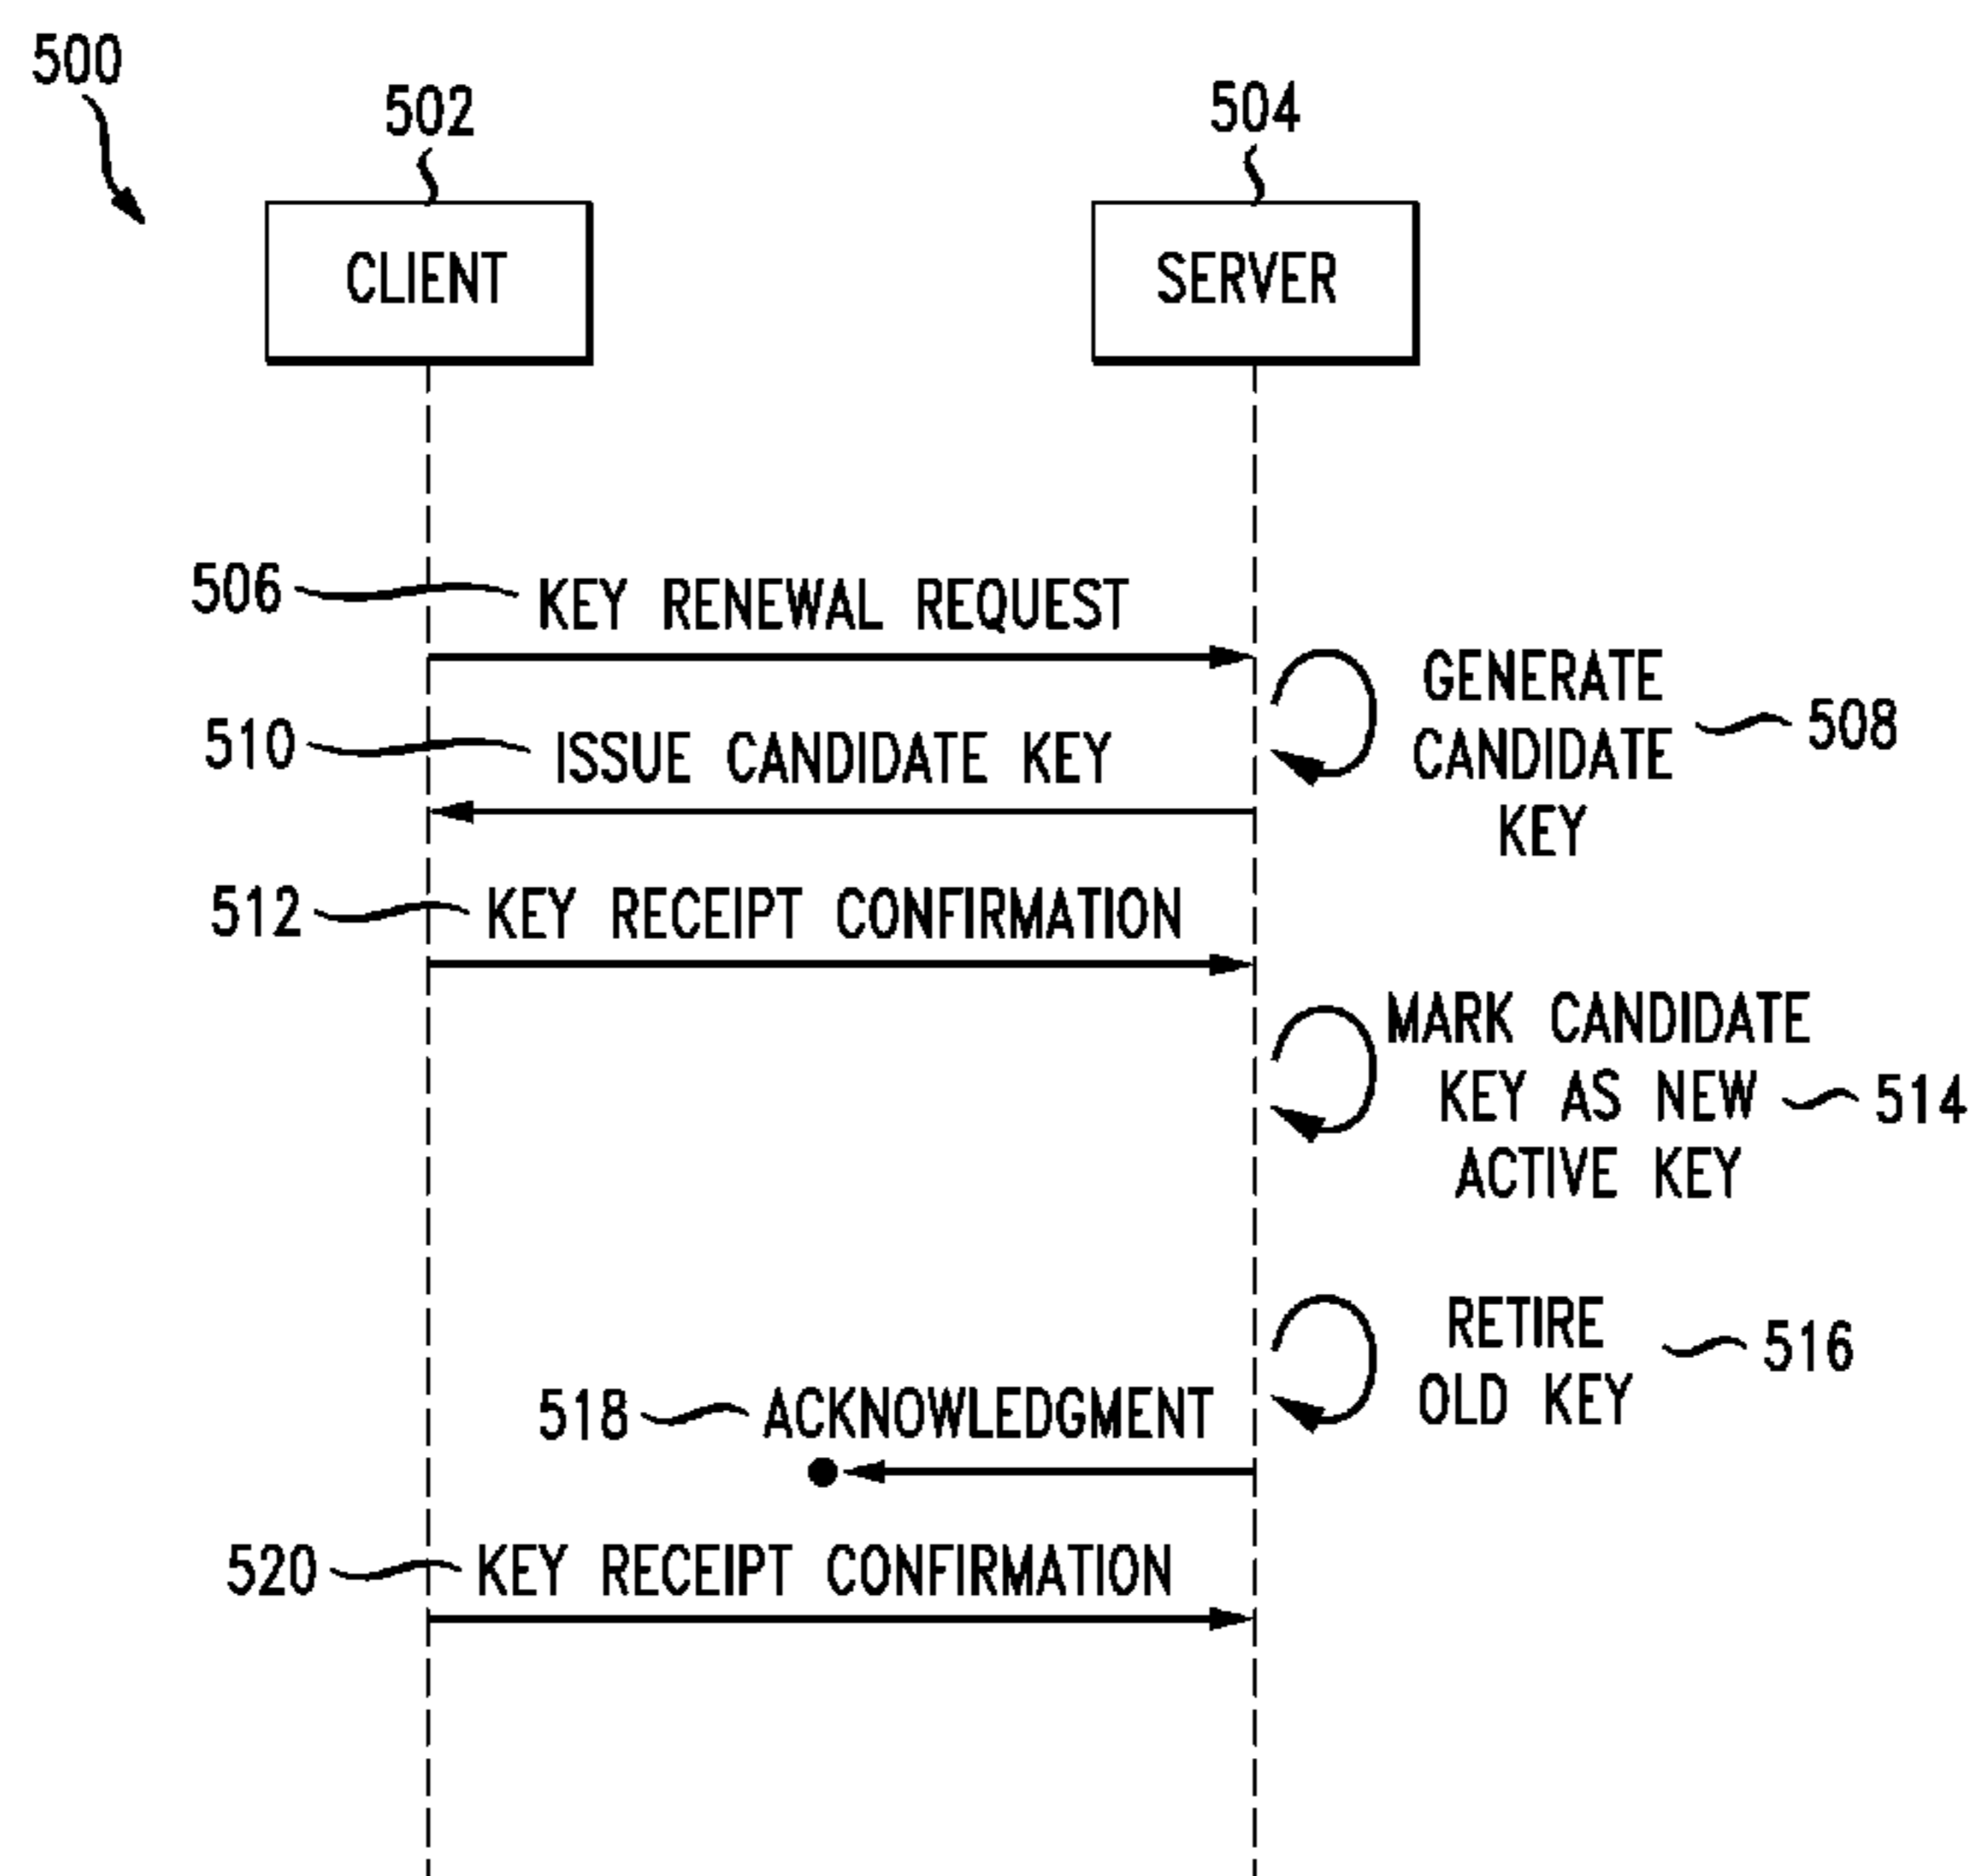 500
502
504
CLIENT
SERVER
506
KEY RENEWAL REQUEST
GENERATE
CANDIDATE
KEY
508
510
ISSUE CANDIDATE KEY
512
KEY RECEIPT CONFIRMATION
MARK CANDIDATE
KEY AS NEW
ACTIVE KEY
514
RETIRE
OLD KEY
516
518
ACKNOWLEDGMENT
520
KEY RECEIPT CONFIRMATION